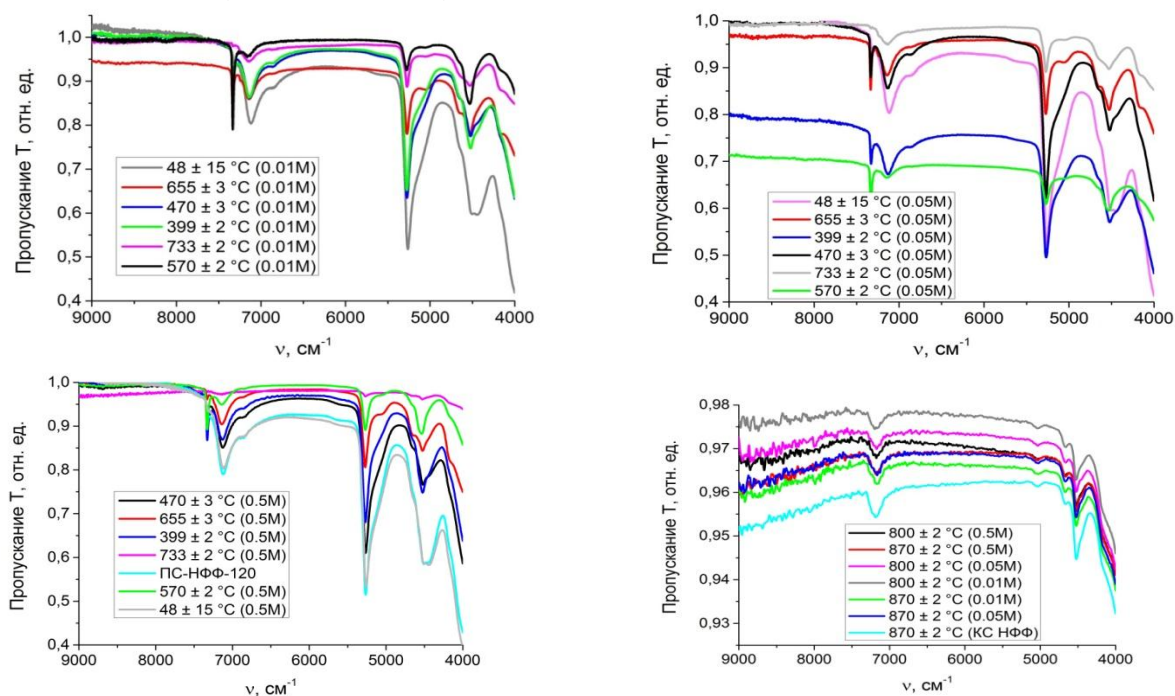 Пропускание T, отн. ед.
1,0
0,9
0,8
0,7
0,6
0,5
0,4
48 ± 15 °C (0.01M)
655 ± 3 °C (0.01M)
470 ± 3 °C (0.01M)
399 ± 2 °C (0.01M)
733 ± 2 °C (0.01M)
570 ± 2 °C (0.01M)
9000 8000 7000 6000 5000 4000
ν, см-1
Пропускание T, отн. ед.
1,0
0,9
0,8
0,7
0,6
0,5
0,4
48 ± 15 °C (0.05M)
655 ± 3 °C (0.05M)
399 ± 2 °C (0.05M)
470 ± 3 °C (0.05M)
733 ± 2 °C (0.05M)
570 ± 2 °C (0.05M)
9000 8000 7000 6000 5000 4000
ν, см-1
Пропускание T, отн. ед.
1,0
0,9
0,8
0,7
0,6
0,5
0,4
470 ± 3 °C (0.5M)
655 ± 3 °C (0.5M)
399 ± 2 °C (0.5M)
733 ± 2 °C (0.5M)
ПС-НФФ-120
570 ± 2 °C (0.5M)
48 ± 15 °C (0.5M)
9000 8000 7000 6000 5000 4000
ν, см-1
Пропускание T, отн. ед.
0,98
0,97
0,96
0,95
0,94
0,93
800 ± 2 °C (0.5M)
870 ± 2 °C (0.5M)
800 ± 2 °C (0.05M)
800 ± 2 °C (0.01M)
870 ± 2 °C (0.01M)
870 ± 2 °C (0.05M)
870 ± 2 °C (КС НФФ)
9000 8000 7000 6000 5000 4000
ν, см-1